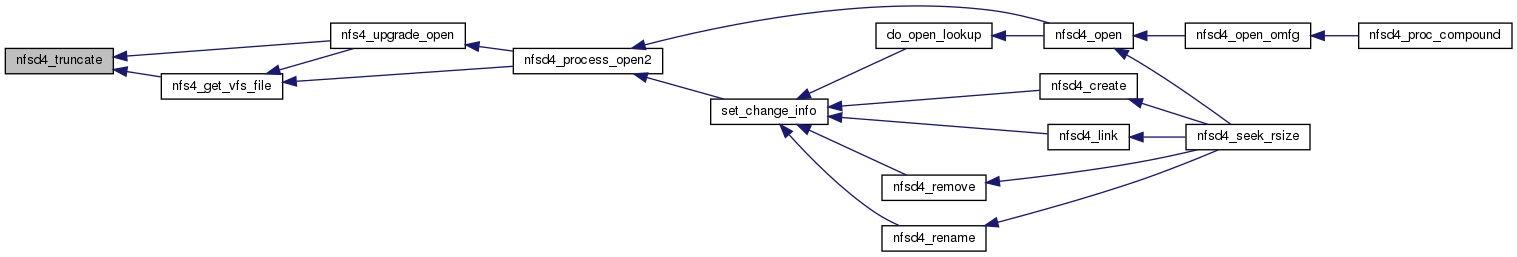 nfsd4_truncate
nfs4_upgrade_open
nfs4_get_vfs_file
nfsd4_process_open2
set_change_info
do_open_lookup
nfsd4_open
nfsd4_create
nfsd4_link
nfsd4_remove
nfsd4_rename
nfsd4_open_omfg
nfsd4_seek_rsize
nfsd4_proc_compound